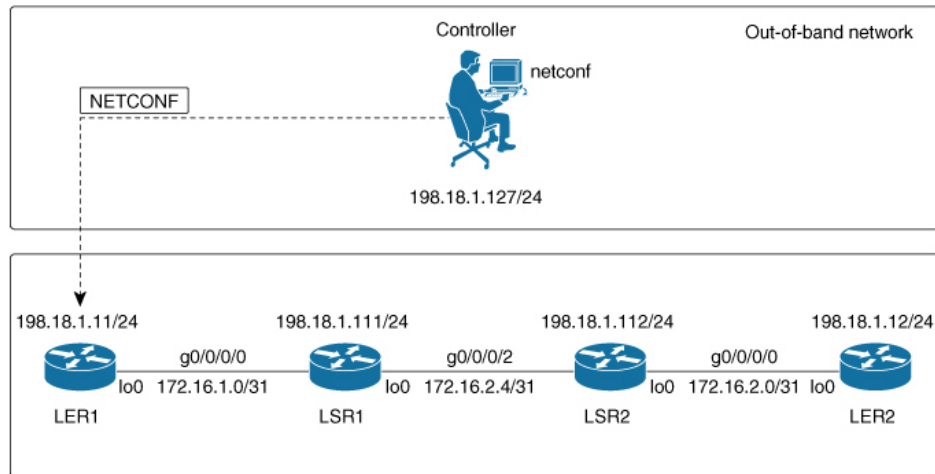 Controller
Out-of-band network
netconf
NETCONF
198.18.1.127/24
198.18.1.11/24
198.18.1.111/24
198.18.1.112/24
198.18.1.12/24
g0/0/0/0
g0/0/0/2
g0/0/0/0
lo0
172.16.1.0/31
lo0
172.16.2.4/31
lo0
172.16.2.0/31
lo0
LER1
LSR1
LSR2
LER2